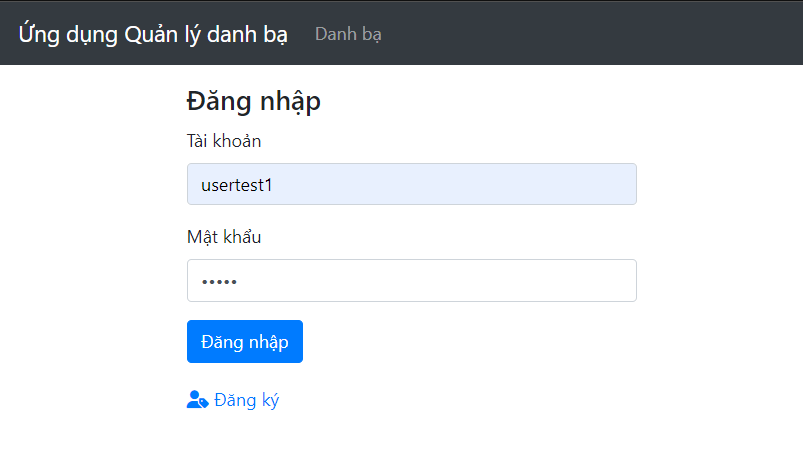 Ứng dụng Quản lý danh bạ Danh bạ
Đăng nhập
Tài khoản
usertest1
Mật khẩu
•••••
Đăng nhập
Đăng ký